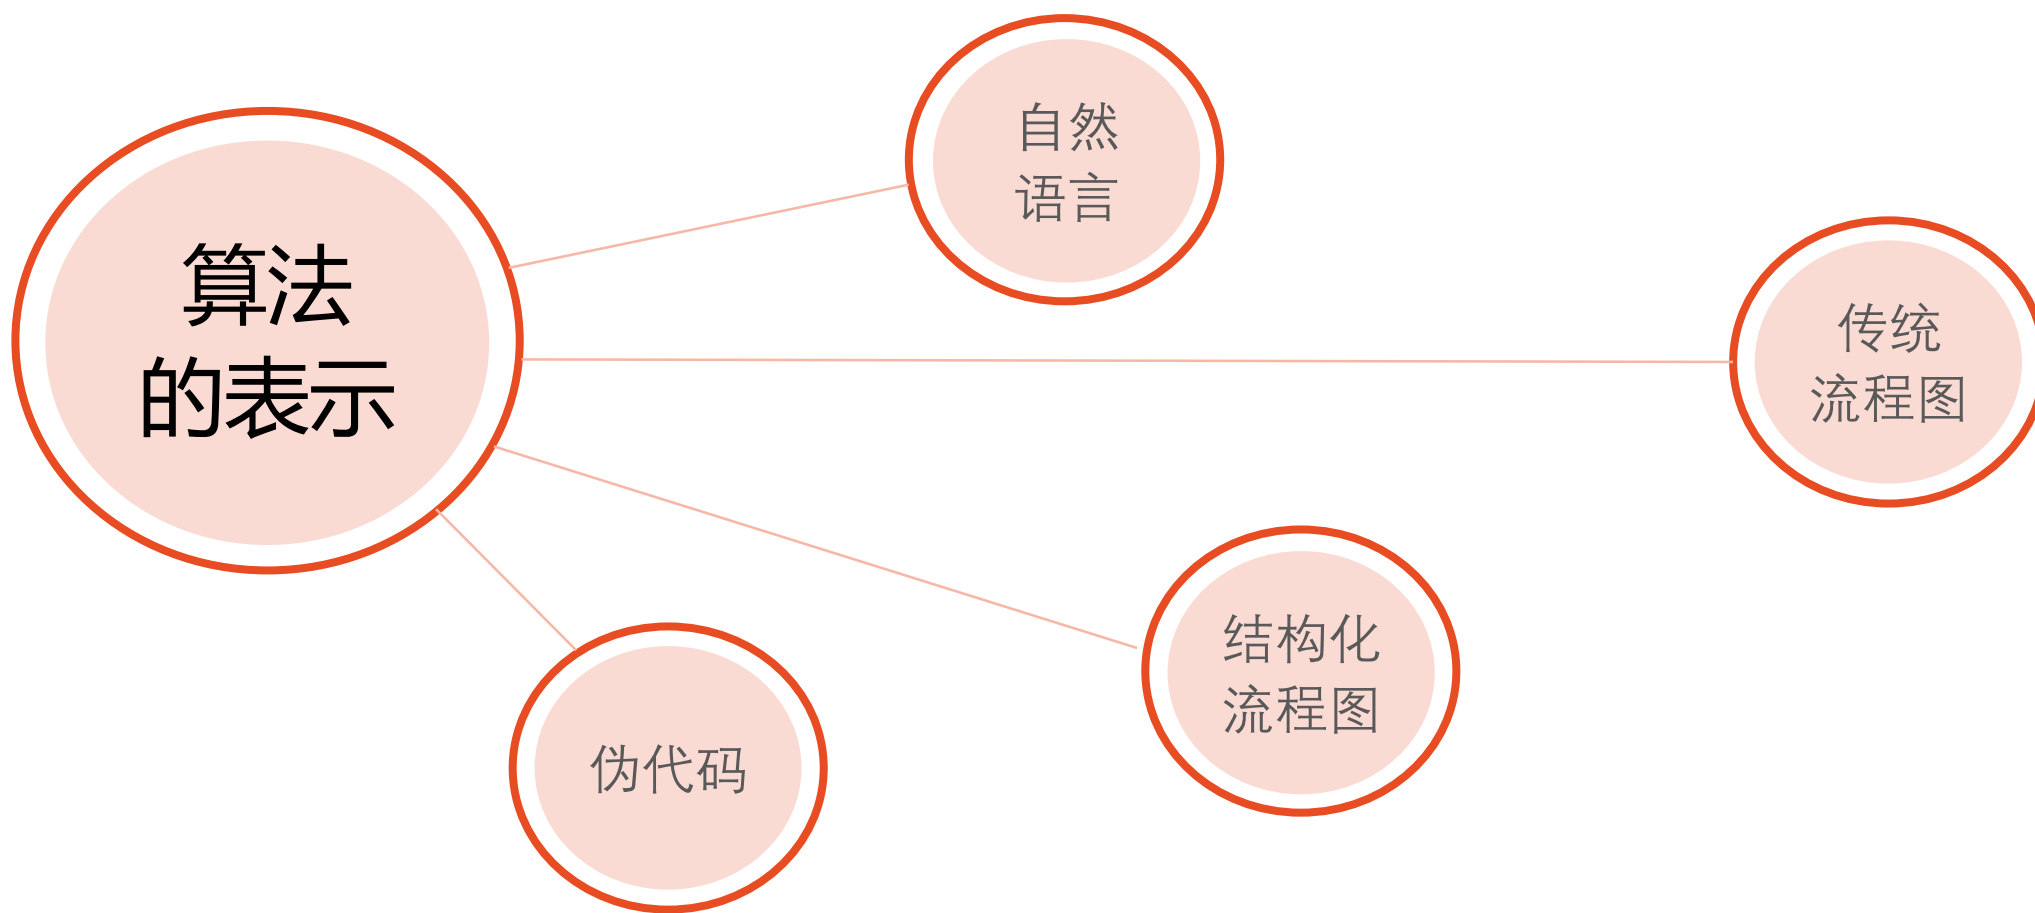 算法
的表示
自然
语言
传统
流程图
结构化
流程图
伪代码